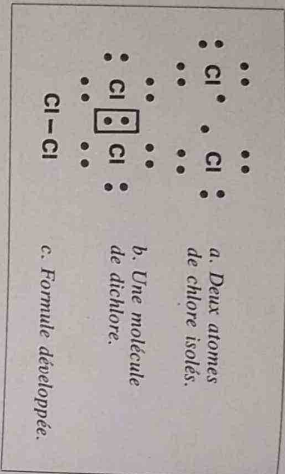 Cl Cl
a. Deux atomes
de chlore isolés.
Cl Cl
b. Une molécule
de dichlore.
Cl – Cl
c. Formule développée.